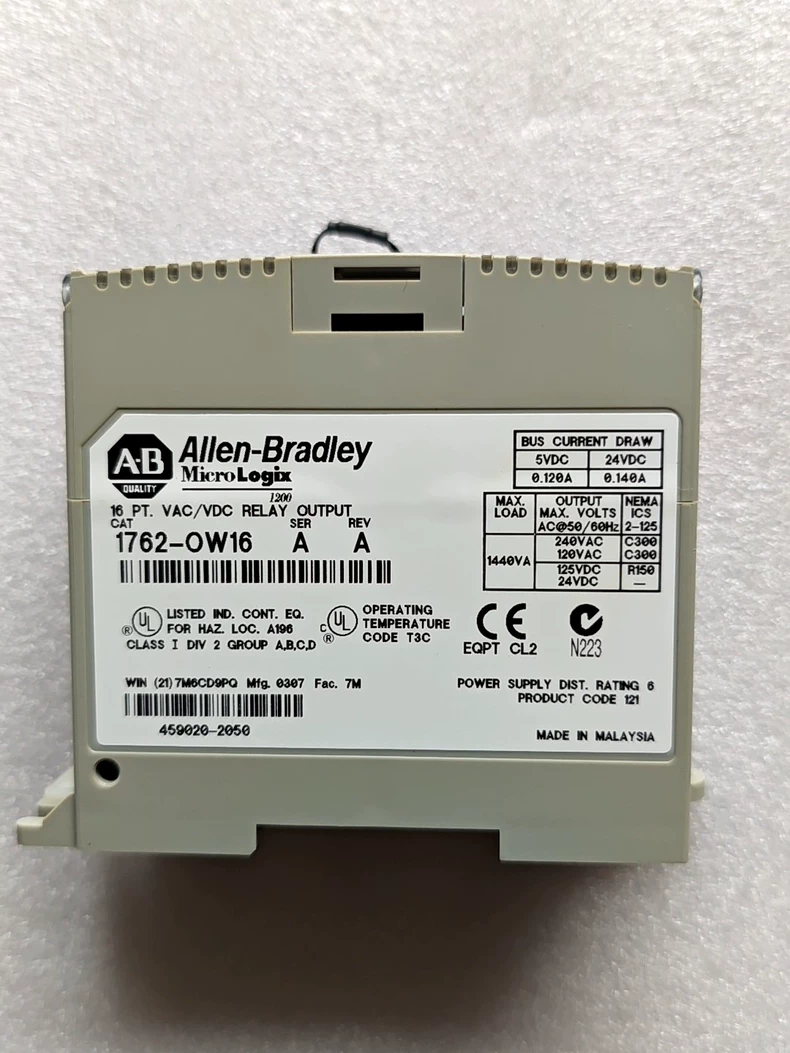 A-B
QUALITY
Allen-Bradley
MicroLogix
1200
16 PT. VAC/VDC RELAY OUTPUT
CAT SER REV
1762-OW16 A A
BUS CURRENT DRAW
5VDC 24VDC
0.120A 0.140A
MAX. LOAD OUTPUT MAX. VOLTS AC@50/60Hz NEMA ICS 2-125
1440VA
240VAC C300
120VAC C300
125VDC R150
24VDC —
UL ® LISTED IND. CONT. EQ.
FOR HAZ. LOC. A196
CLASS I DIV 2 GROUP A,B,C,D
C UL ® OPERATING
TEMPERATURE
CODE T3C
CE
EQPT CL2
N223
WIN (21)7M6CD9PQ Mfg. 0307 Fac. 7M
459020-2050
POWER SUPPLY DIST. RATING 6
PRODUCT CODE 121
MADE IN MALAYSIA